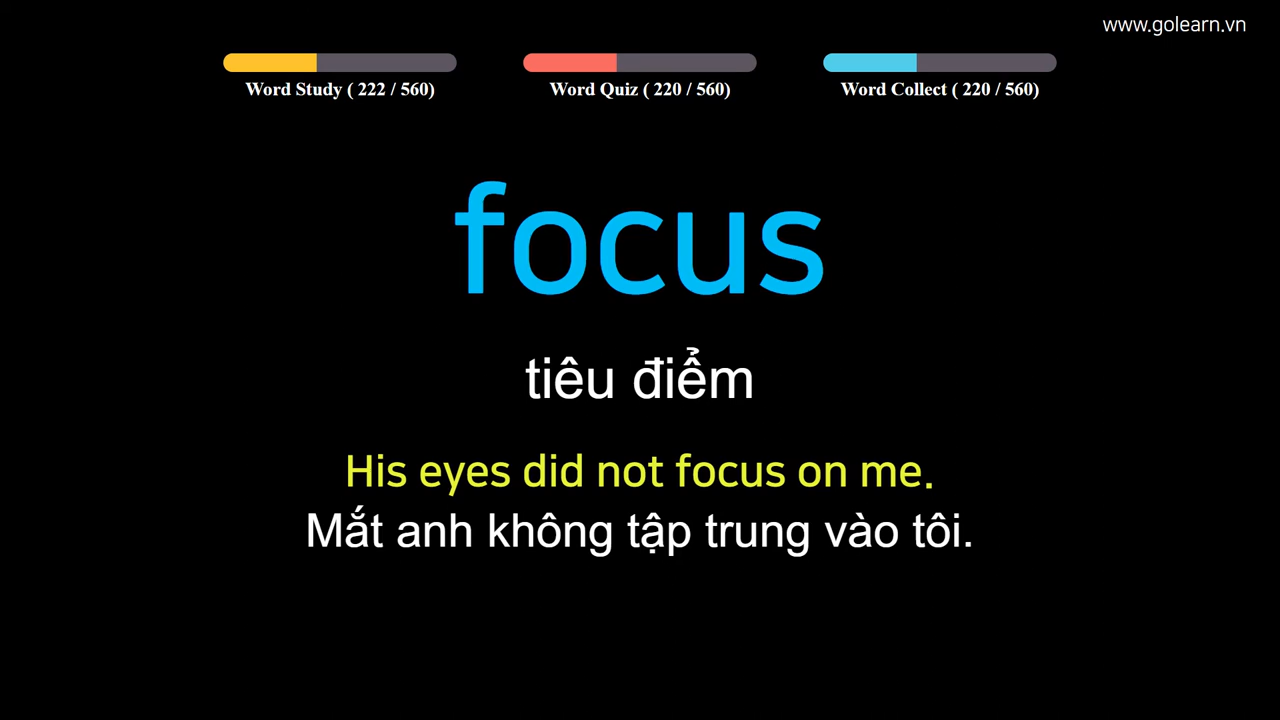 www.golearn.vn
Word Study ( 222 / 560)
Word Quiz ( 220 / 560)
Word Collect ( 220 / 560)
focus
tiêu điểm
His eyes did not focus on me.
Mắt anh không tập trung vào tôi.